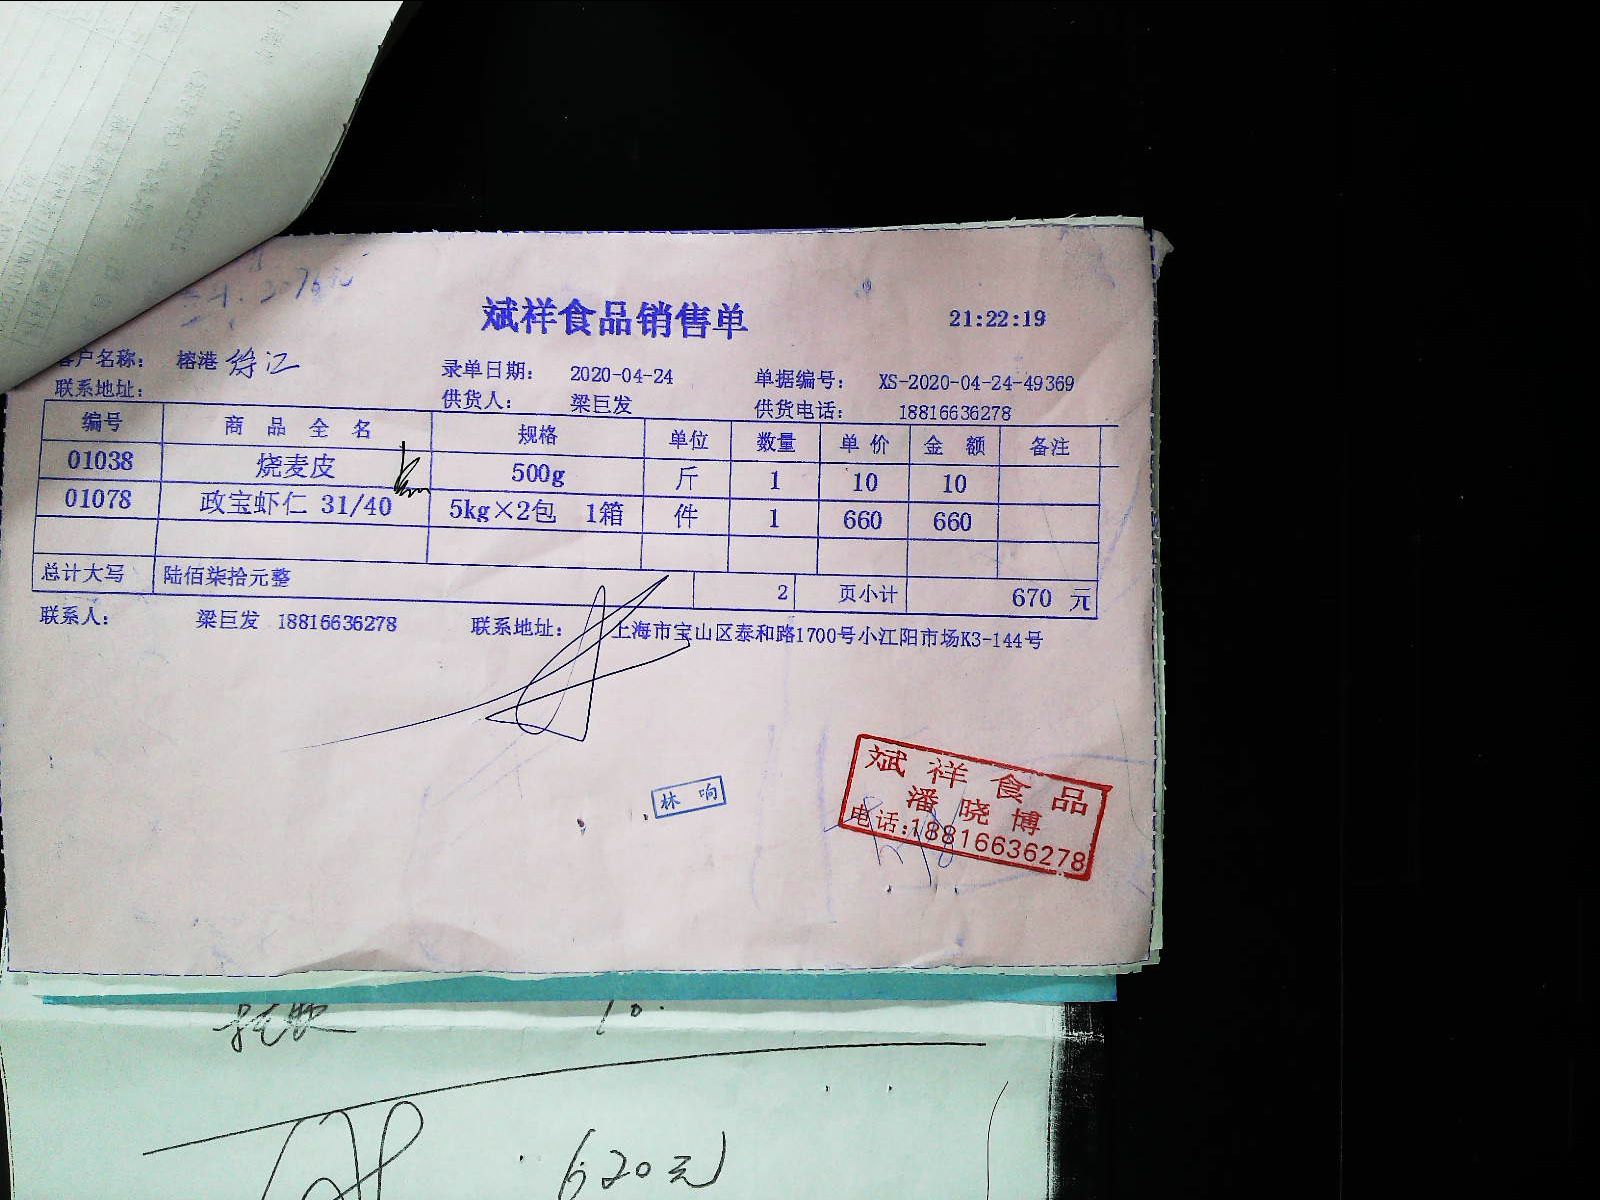 斌祥食品销售单 21:22:19
客户名称： 榕港 录单日期： 2020-04-24 单据编号： XS-2020-04-24-49369
联系地址： 供货人： 梁巨发 供货电话： 18816636278
编号 商 品 全 名 规格 单位 数量 单 价 金 额 备注
01038 烧麦皮 500g 斤 1 10 10
01078 政宝虾仁 31/40 5kg×2包 1箱 件 1 660 660
总计大写 陆佰柒拾元整 2 页小计 670 元
联系人： 梁巨发 18816636278 联系地址： 上海市宝山区泰和路1700号小江阳市场K3-144号
林 响
斌 祥 食 品
潘 晓 博
电话:18816636278
10.
620元